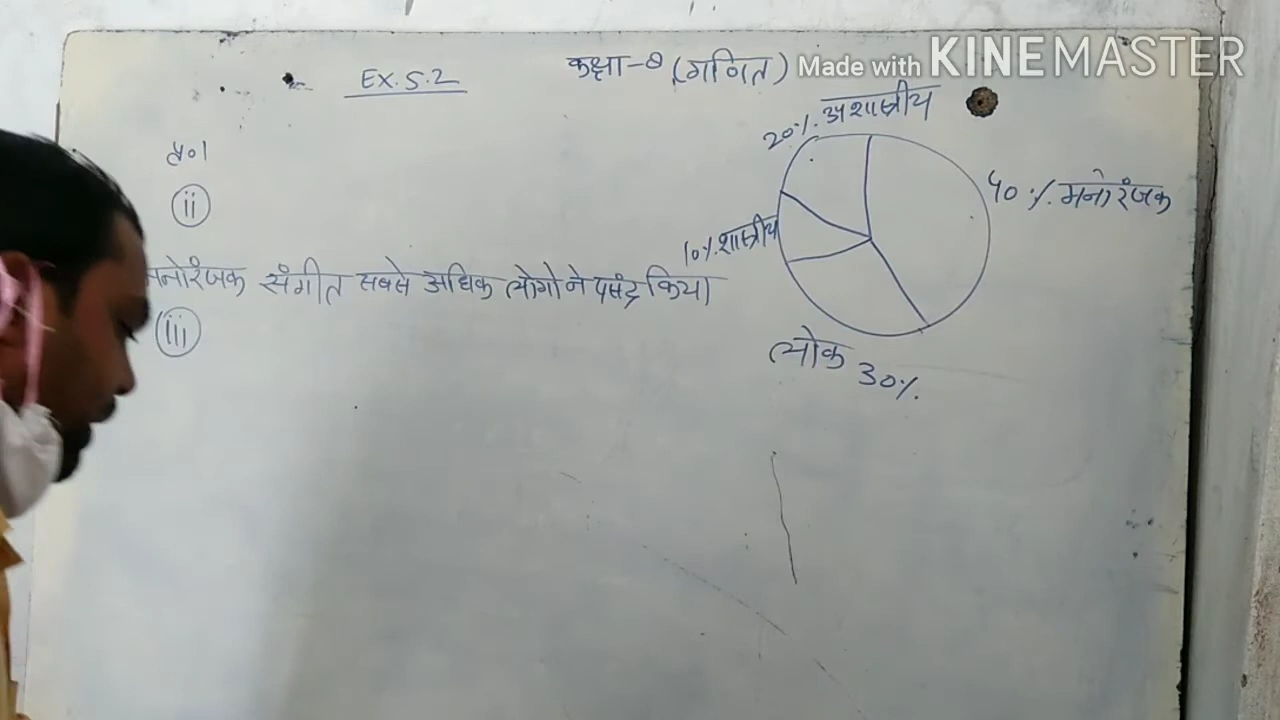 EX.5.2
कक्षा-8 (गणित)
Made with KINEMASTER
20%. अशास्त्रीय
40%. मनोरंजक
10%. शास्त्रीय
लोक 30%.
(ii)
मनोरंजक संगीत सबसे अधिक लोगो ने पसंद किया
(iii)